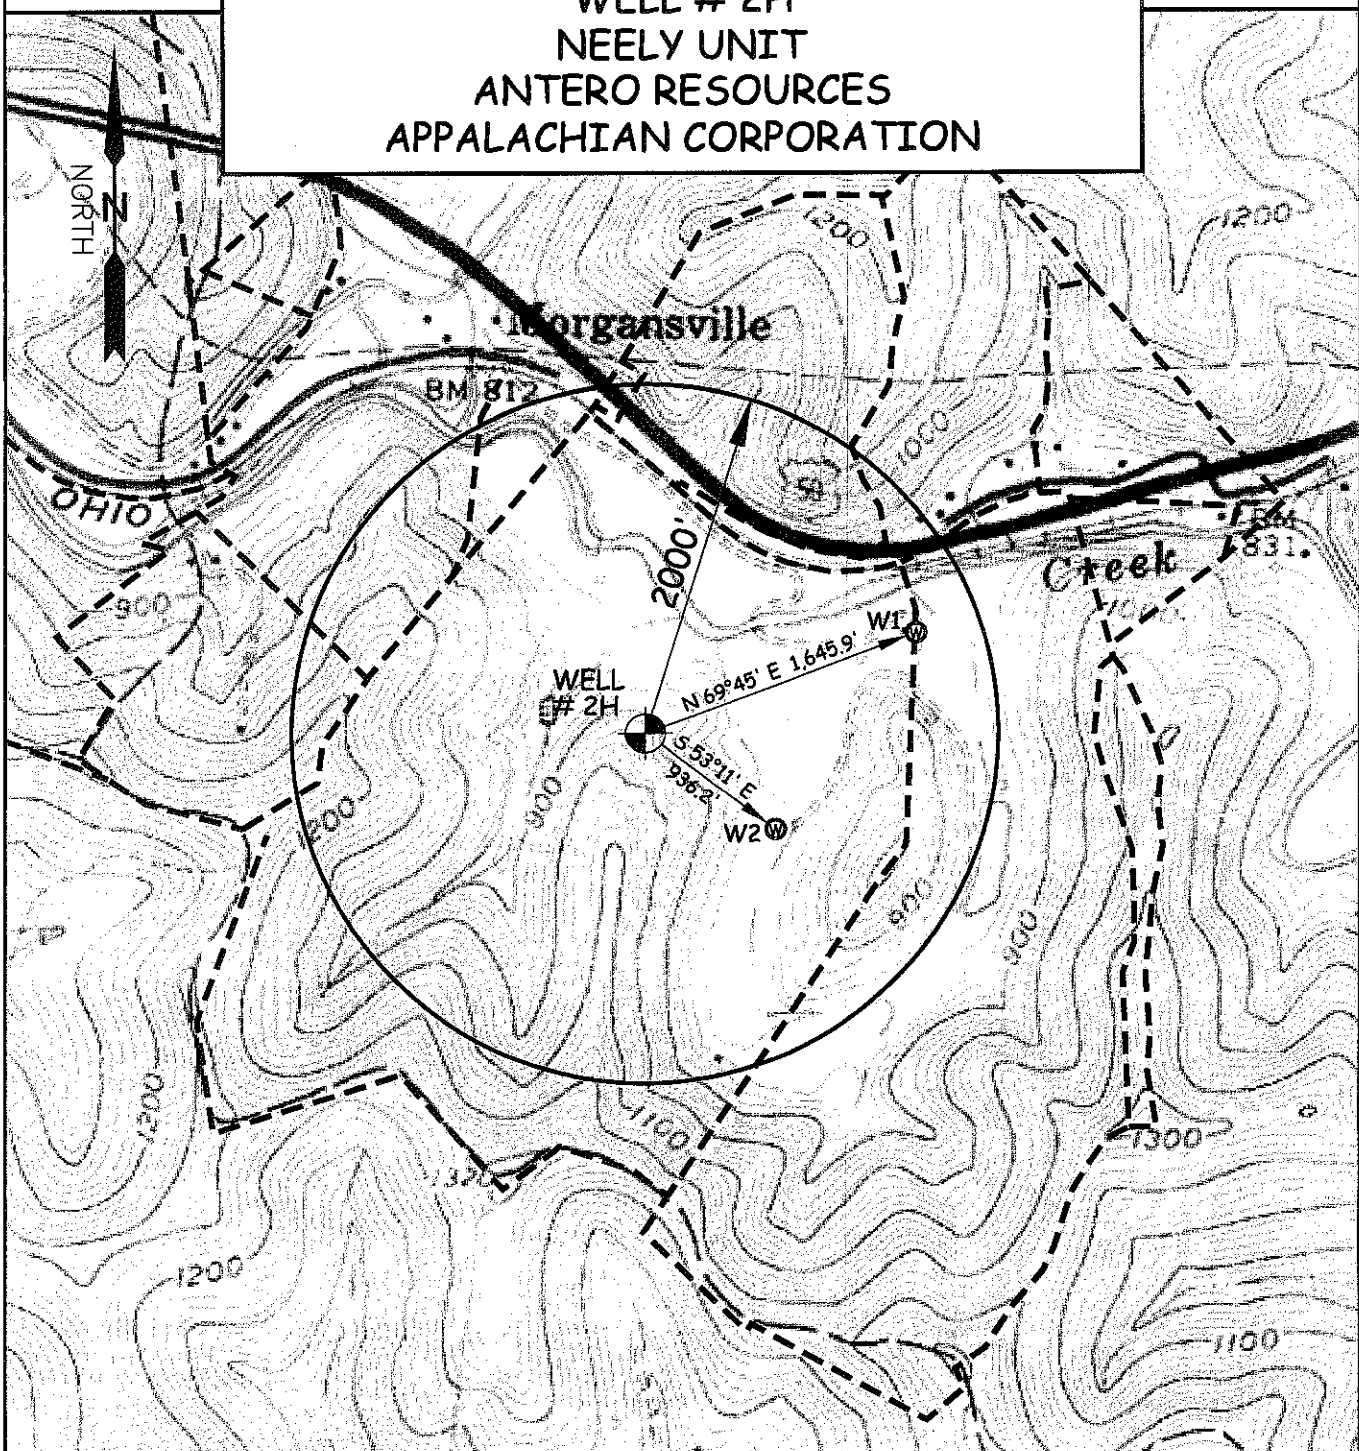 WELL # 2H
NEELY UNIT
ANTERO RESOURCES
APPALACHIAN CORPORATION
NORTH
N
1200
1200
Morgansville
BM 812
1000
OHIO
2000'
BM
831
Creek
900
W1
W
N 69°45' E 1,645.9'
WELL
# 2H
S 53°11' E
936.2'
900
1200
W2
W
900
900
1200
1100
1300
1320
1200
1100